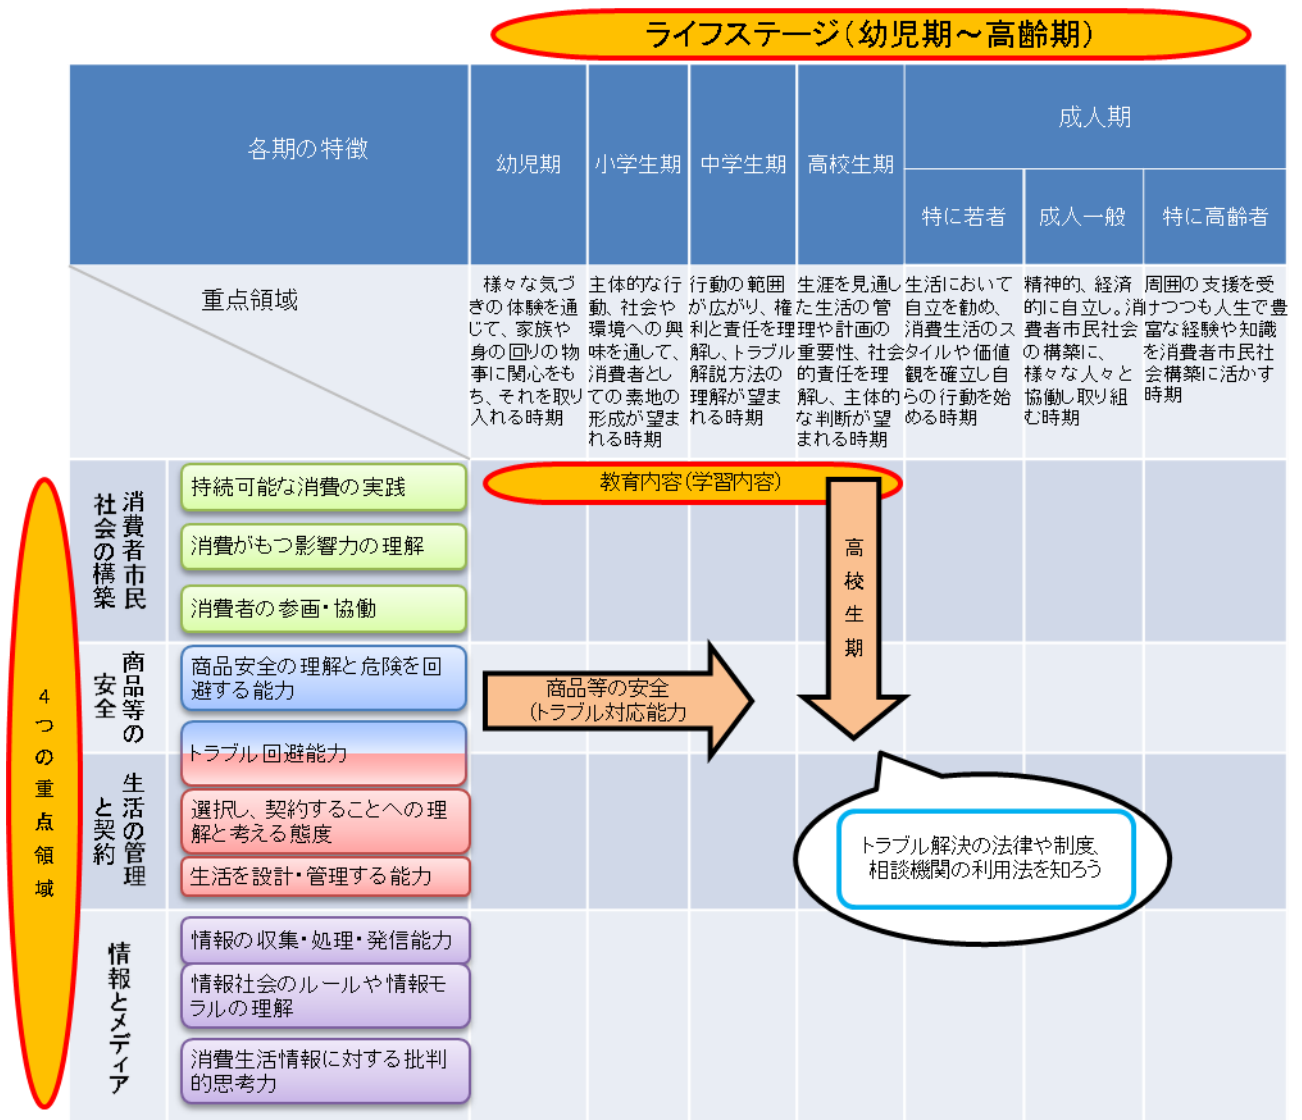 ライフステージ(幼児期～高齢期)
各期の特徴
幼児期
小学生期
中学生期
高校生期
成人期
特に若者
成人一般
特に高齢者
重点領域
様々な気づ
きの体験を通
じて、家族や
身の回りの物
事に関心をも
ち、それを取り
入れる時期
主体的な行
動、社会や
環境への興
味を通して、
消費者とし
ての素地の
形成が望ま
れる時期
行動の範囲
が広がり、権
利と責任を理
解し、トラブル
解説方法の
理解が望ま
れる時期
生涯を見通し
た生活の管
理や計画の
重要性、社会
的責任を理
解し、主体的
な判断が望
まれる時期
生活において
自立を勧め、
消費生活のス
タイルや価値
観を確立し自
らの行動を始
める時期
精神的、経済
的に自立し。消
費者市民社会
の構築に、
様々な人々と
協働し取り組
む時期
周囲の支援を受
けつつも人生で豊
富な経験や知識
を消費者市民社
会構築に活かす
時期
4つの重点領域
消費者市民
社会の構築
持続可能な消費の実践
消費がもつ影響力の理解
消費者の参画・協働
教育内容(学習内容)
高校生期
商品等の
安全
商品安全の理解と危険を回
避する能力
トラブル回避能力
商品等の安全
(トラブル対応能力
生活の管理
と契約
選択し、契約することへの理
解と考える態度
生活を設計・管理する能力
トラブル解決の法律や制度、
相談機関の利用法を知ろう
情報とメディア
情報の収集・処理・発信能力
情報社会のルールや情報モ
ラルの理解
消費生活情報に対する批判
的思考力